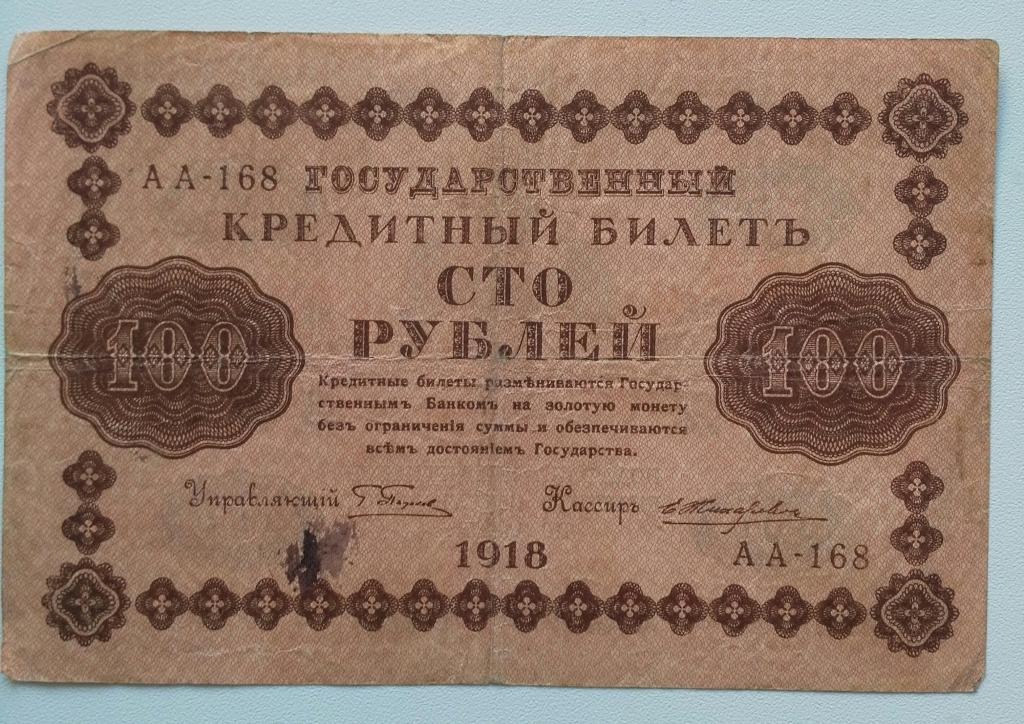 АА-168 ГОСУДАРСТВЕННЫЙ
КРЕДИТНЫЙ БИЛЕТЪ
СТО
РУБЛЕЙ
100 100
Кредитные билеты размѣниваются Государ-
ственнымъ Банкомъ на золотую монету
безъ ограниченія суммы и обезпечиваются
всѣмъ достояніемъ Государства.
Управляющій Кассиръ
1918 АА-168